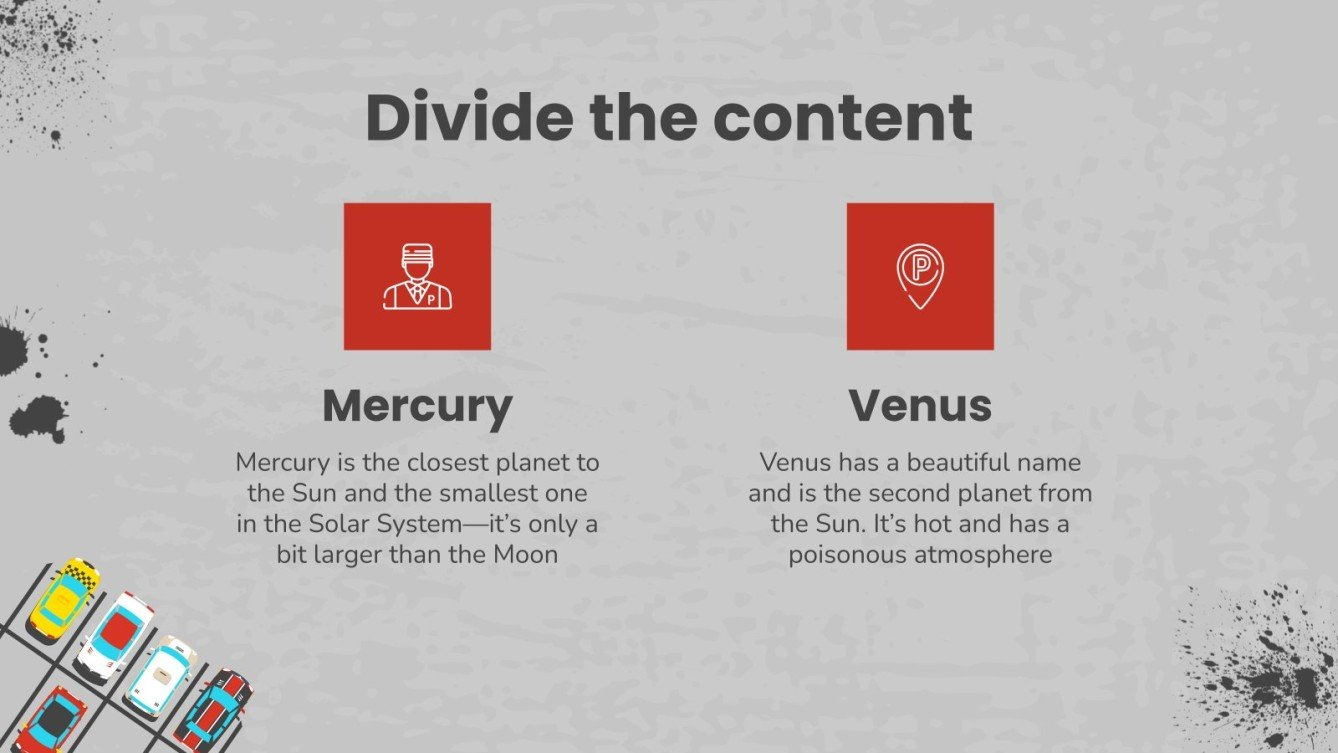 Divide the content
P
P
Mercury
Mercury is the closest planet to
the Sun and the smallest one
in the Solar System—it’s only a
bit larger than the Moon
Venus
Venus has a beautiful name
and is the second planet from
the Sun. It’s hot and has a
poisonous atmosphere